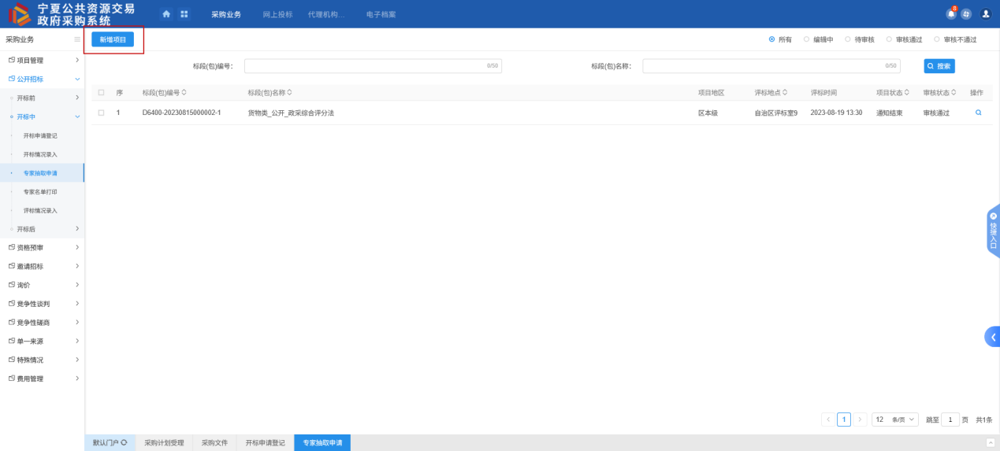 宁夏公共资源交易
政府采购系统
采购业务 网上投标 代理机构... 电子档案
8
采购业务
新增项目
所有 编辑中 待审核 审核通过 审核不通过
项目管理
公开招标
开标前
开标中
开标申请登记
开标情况录入
专家抽取申请
专家名单打印
评标情况录入
开标后
资格预审
邀请招标
询价
竞争性谈判
竞争性磋商
单一来源
特殊情况
费用管理
标段(包)编号： 0/50 标段(包)名称： 0/50 搜索
序 标段(包)编号 标段(包)名称 项目地区 评标地点 评标时间 项目状态 审核状态 操作
1 D6400-20230815000002-1 货物类_公开_政采综合评分法 区本级 自治区评标室9 2023-08-19 13:30 通知结束 审核通过
快捷入口
1 12 条/页 跳至 1 页 共1条
默认门户 采购计划受理 采购文件 开标申请登记 专家抽取申请